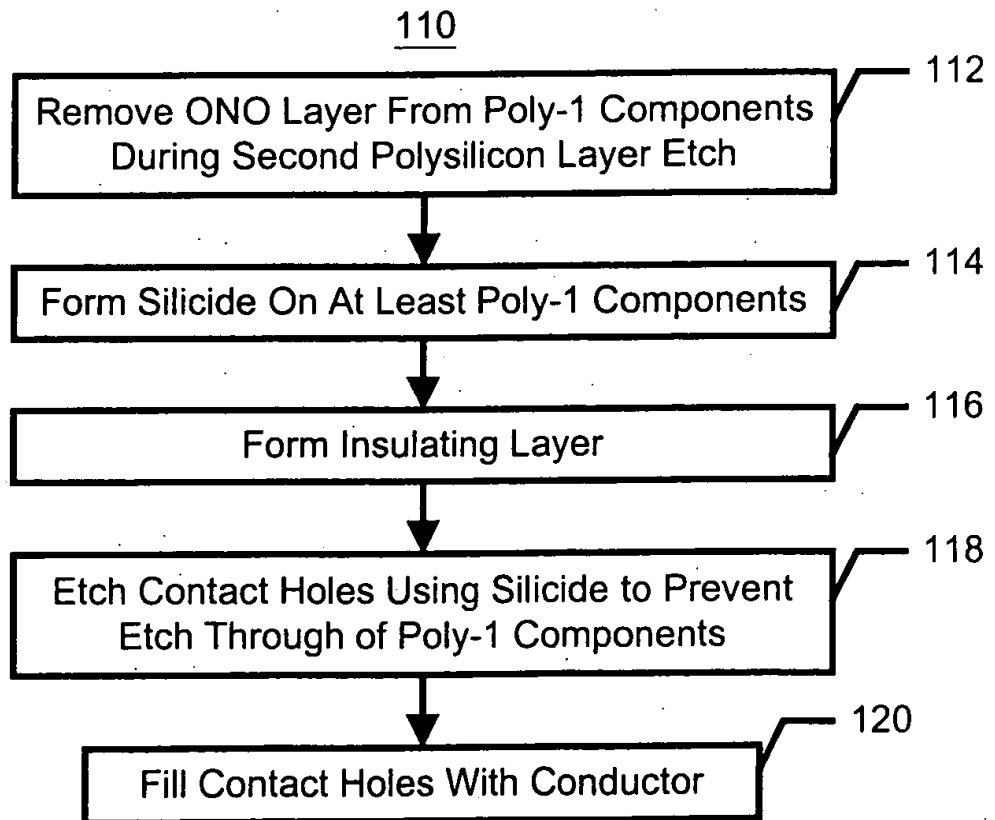 110
112
Remove ONO Layer From Poly-1 Components
During Second Polysilicon Layer Etch
114
Form Silicide On At Least Poly-1 Components
116
Form Insulating Layer
118
Etch Contact Holes Using Silicide to Prevent
Etch Through of Poly-1 Components
120
Fill Contact Holes With Conductor